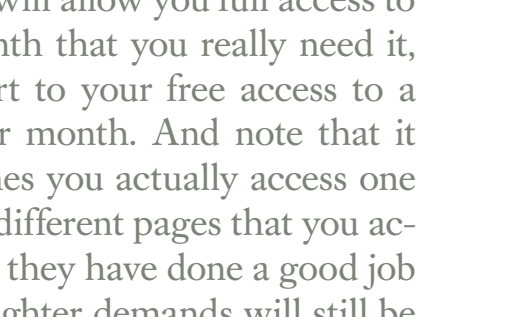 will allow you full access to
nth that you really need it,
rt to your free access to a
r month. And note that it
es you actually access one
different pages that you ac-
they have done a good job
ghter demands will still be